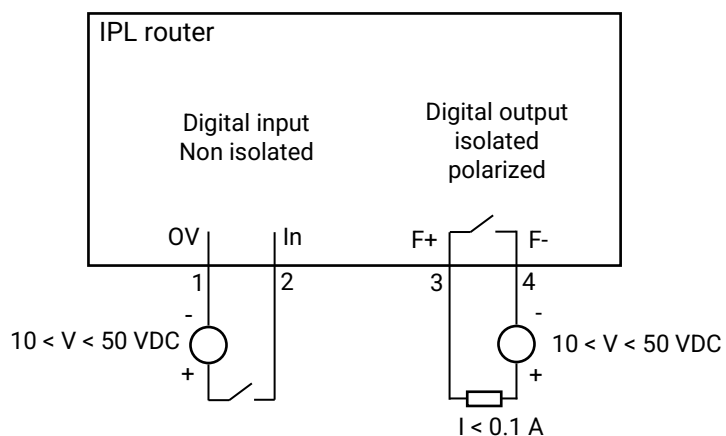 IPL router
Digital input
Non isolated
Digital output
isolated
polarized
OV
In
F+
F-
1
2
3
4
-
10 < V < 50 VDC
+
-
10 < V < 50 VDC
+
I < 0.1 A